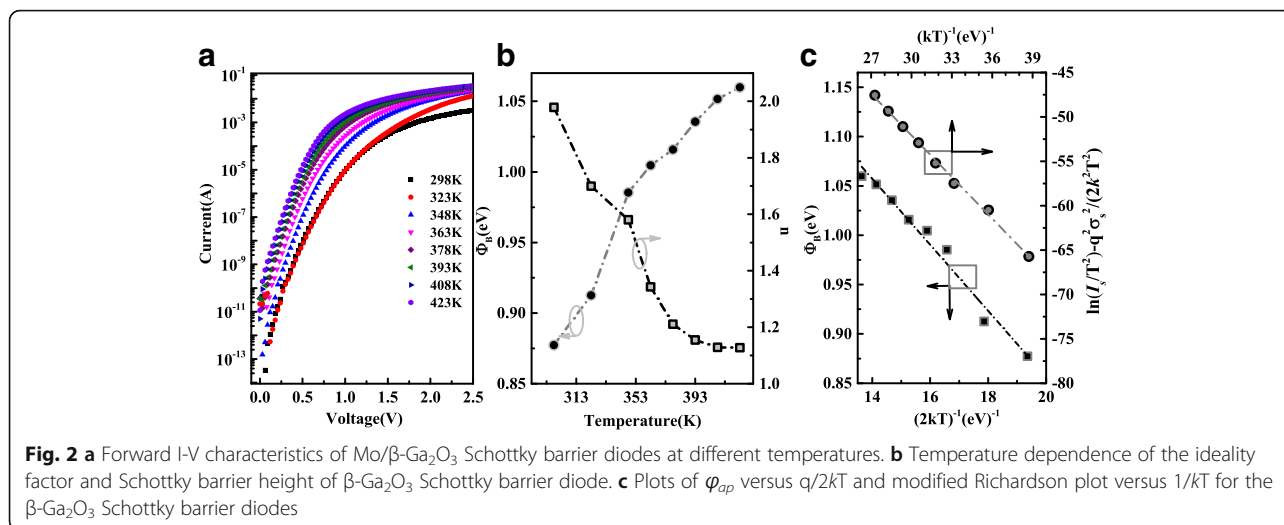 a
10⁻¹
10⁻³
10⁻⁵
10⁻⁷
10⁻⁹
10⁻¹¹
10⁻¹³
Current(A)
298K
323K
348K
363K
378K
393K
408K
423K
0.0 0.5 1.0 1.5 2.0 2.5
Voltage(V)
b
1.05
1.00
0.95
0.90
0.85
Φ_B(eV)
2.0
1.8
1.6
1.4
1.2
1.0
n
313 353 393
Temperature(K)
c
(kT)⁻¹(eV)⁻¹
27 30 33 36 39
1.15
1.10
1.05
1.00
0.95
0.90
0.85
Φ_B(eV)
-45
-50
-55
-60
-65
-70
-75
-80
ln(I_s/T²)-q²σ_s²/(2k²T²)
14 16 18 20
(2kT)⁻¹(eV)⁻¹
Fig. 2 a Forward I-V characteristics of Mo/β-Ga₂O₃ Schottky barrier diodes at different temperatures. b Temperature dependence of the ideality
factor and Schottky barrier height of β-Ga₂O₃ Schottky barrier diode. c Plots of φ_ap versus q/2kT and modified Richardson plot versus 1/kT for the
β-Ga₂O₃ Schottky barrier diodes